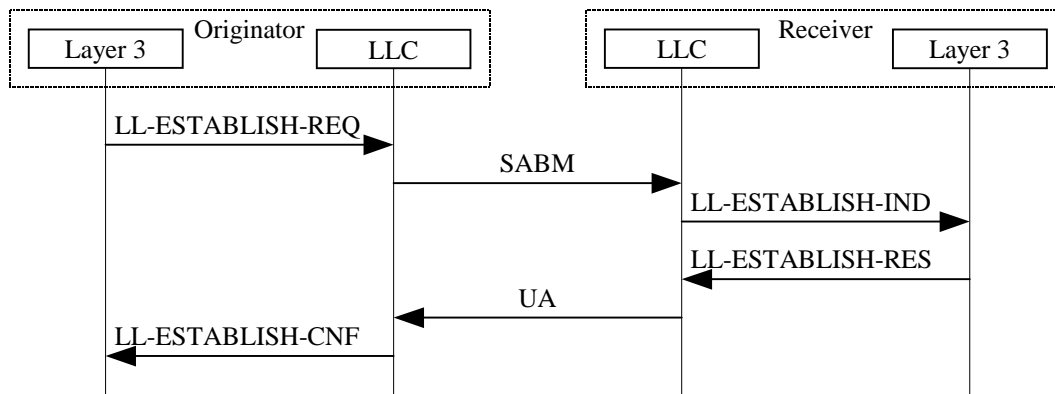 Originator Receiver
Layer 3 LLC LLC Layer 3
LL-ESTABLISH-REQ
SABM
LL-ESTABLISH-IND
LL-ESTABLISH-RES
UA
LL-ESTABLISH-CNF